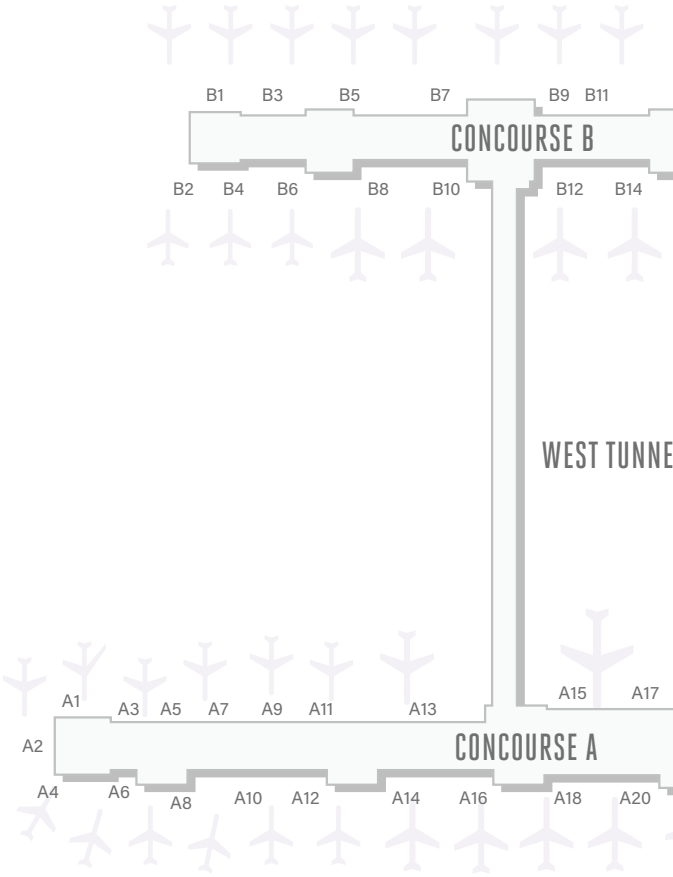 B1 B3 B5 B7 B9 B11
CONCOURSE B
B2 B4 B6 B8 B10 B12 B14
WEST TUNNE
A1 A3 A5 A7 A9 A11 A13 A15 A17
A2
CONCOURSE A
A4 A6 A8 A10 A12 A14 A16 A18 A20